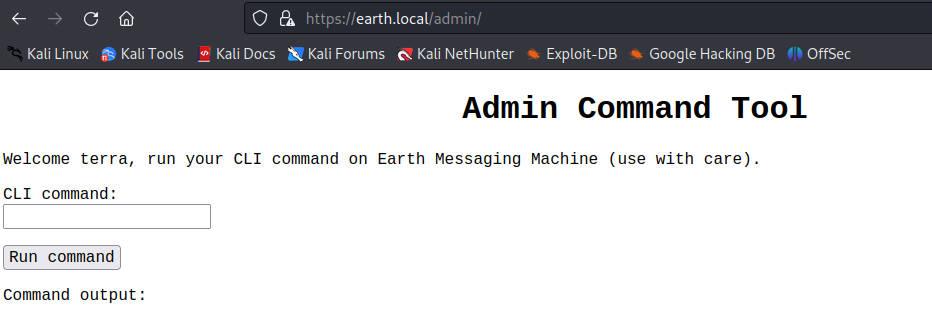 https://earth.local/admin/
Kali Linux Kali Tools Kali Docs Kali Forums Kali NetHunter Exploit-DB Google Hacking DB OffSec
Admin Command Tool
Welcome terra, run your CLI command on Earth Messaging Machine (use with care).
CLI command:
Run command
Command output: